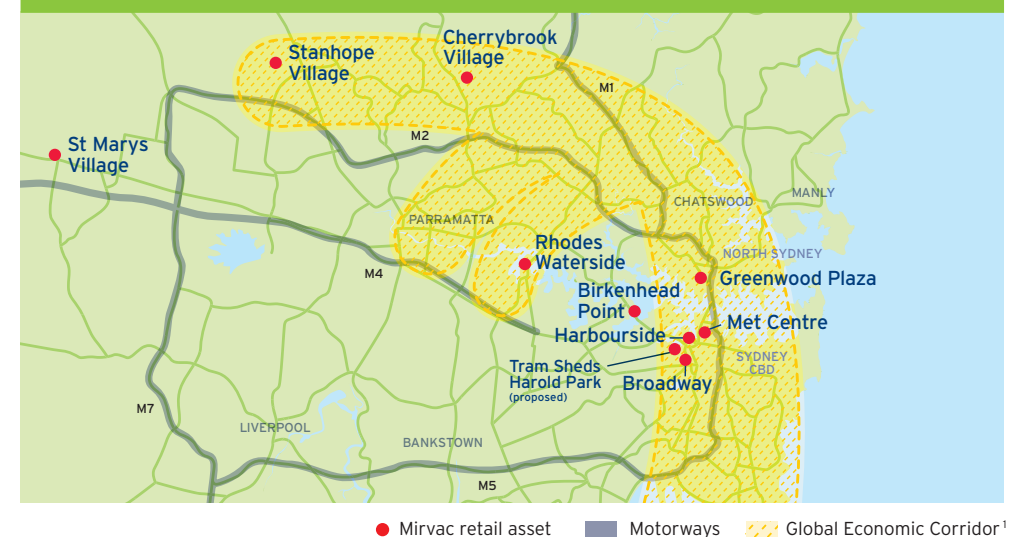 Cherrybrook
Village
Stanhope
Village
M1
M2
St Marys
Village
MANLY
CHATSWOOD
PARRAMATTA
Rhodes
Waterside
NORTH SYDNEY
M4
Greenwood Plaza
Birkenhead
Point
Met Centre
Harbourside
SYDNEY
CBD
Tram Sheds
Harold Park
(proposed)
Broadway
M7
LIVERPOOL
BANKSTOWN
M5
Mirvac retail asset
Motorways
Global Economic Corridor¹